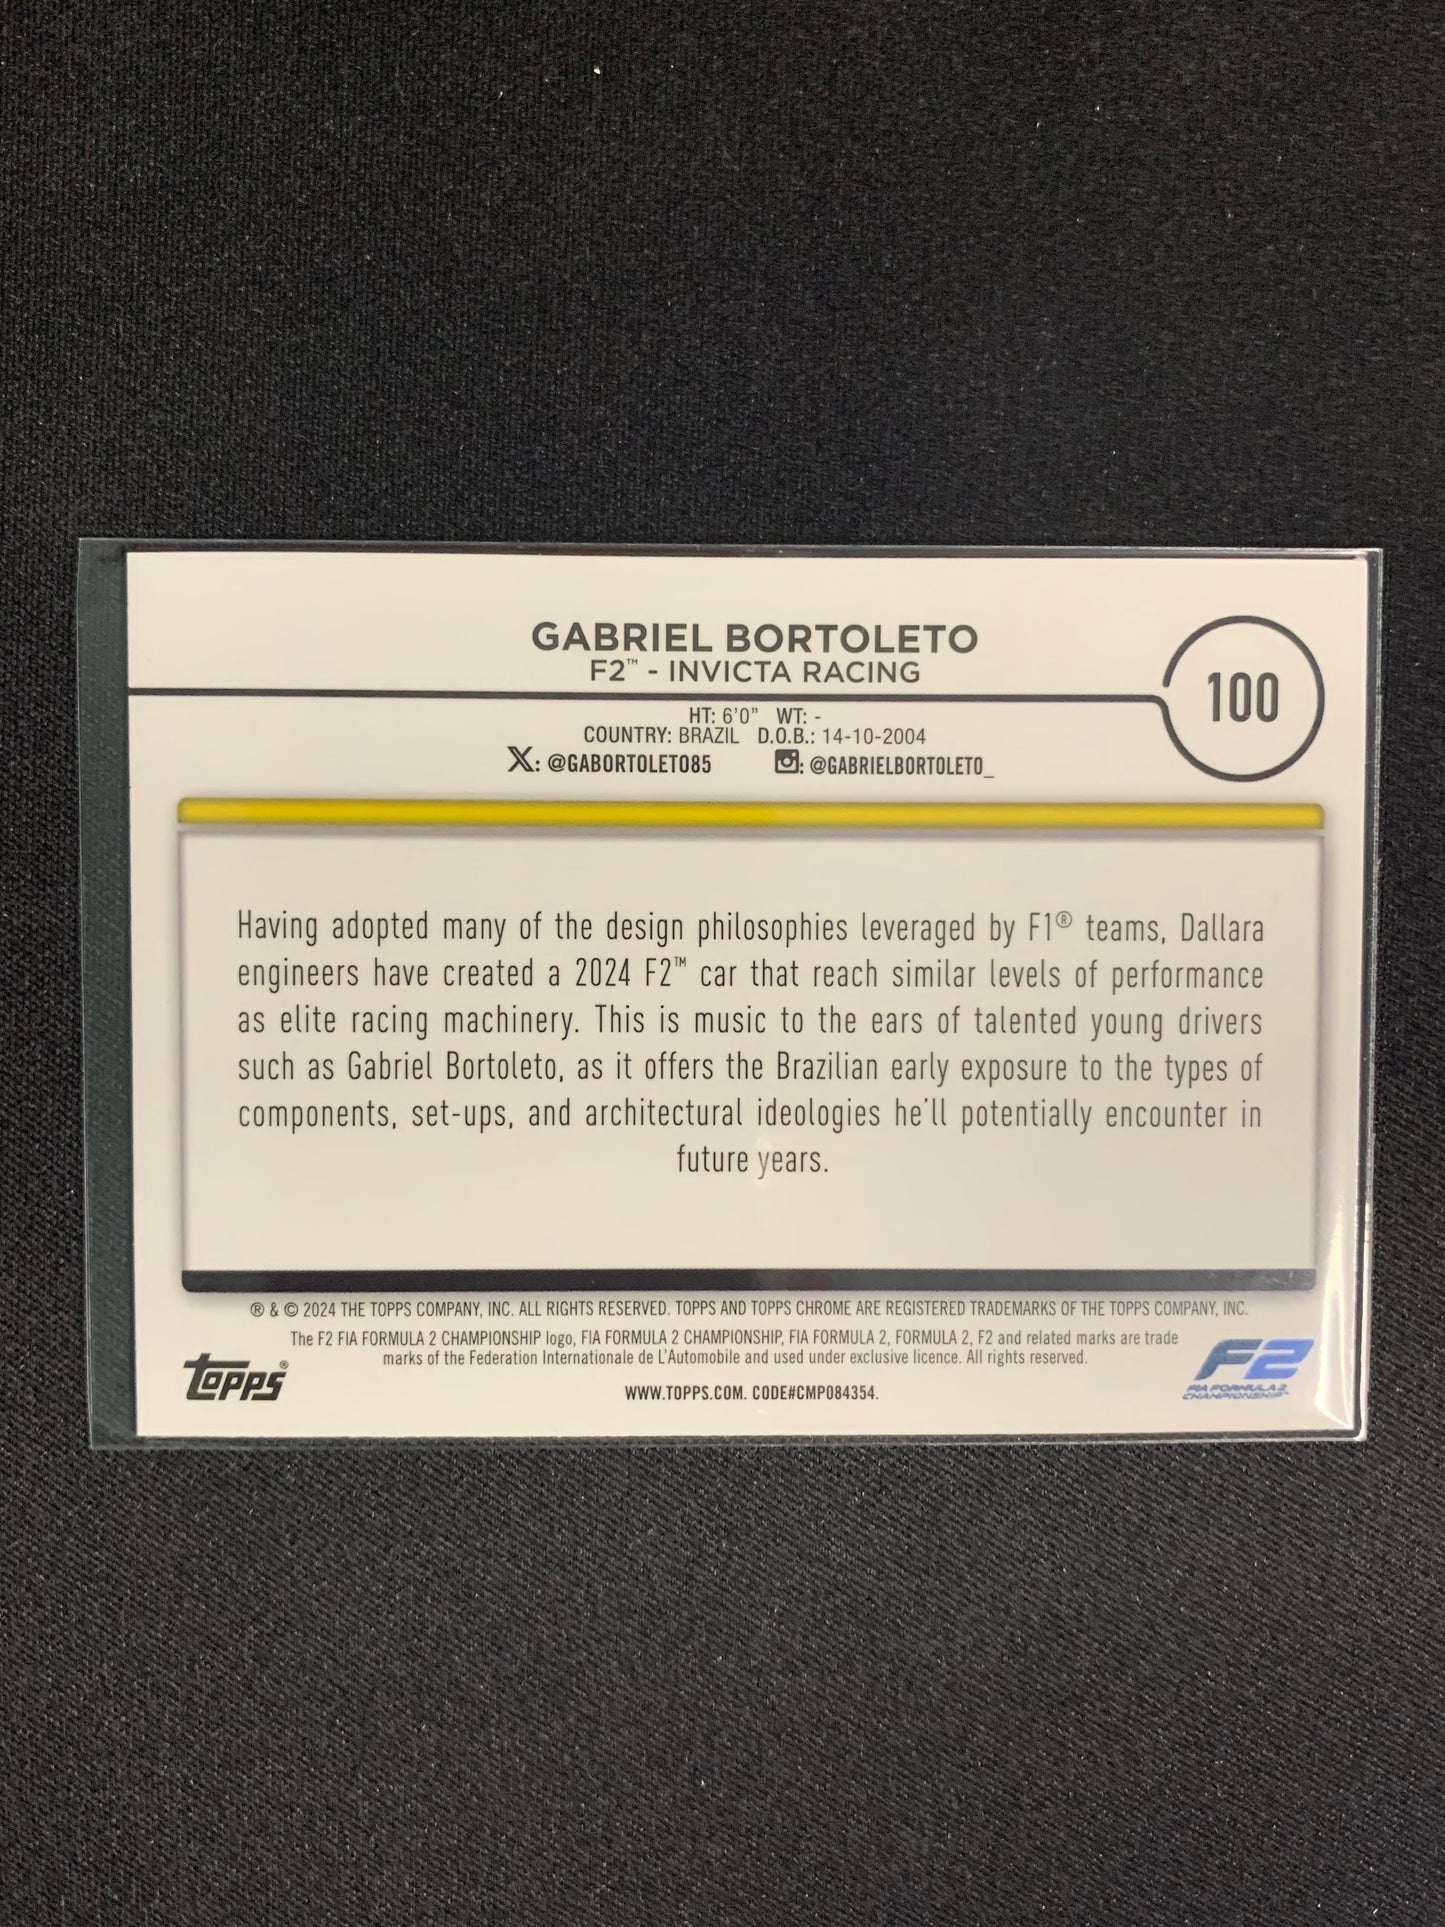 GABRIEL BORTOLETO
F2™ - INVICTA RACING
100
HT: 6'0" WT: -
COUNTRY: BRAZIL D.O.B.: 14-10-2004
X: @GABORTOLETO85 : @GABRIELBORTOLETO_
Having adopted many of the design philosophies leveraged by F1® teams, Dallara
engineers have created a 2024 F2™ car that reach similar levels of performance
as elite racing machinery. This is music to the ears of talented young drivers
such as Gabriel Bortoleto, as it offers the Brazilian early exposure to the types of
components, set-ups, and architectural ideologies he'll potentially encounter in
future years.
® & © 2024 THE TOPPS COMPANY, INC. ALL RIGHTS RESERVED. TOPPS AND TOPPS CHROME ARE REGISTERED TRADEMARKS OF THE TOPPS COMPANY, INC.
The F2 FIA FORMULA 2 CHAMPIONSHIP logo, FIA FORMULA 2 CHAMPIONSHIP, FIA FORMULA 2, FORMULA 2, F2 and related marks are trade
marks of the Federation Internationale de L'Automobile and used under exclusive licence. All rights reserved.
WWW.TOPPS.COM. CODE#CMP084354.
Topps®
F2
FIA FORMULA 2
CHAMPIONSHIP™